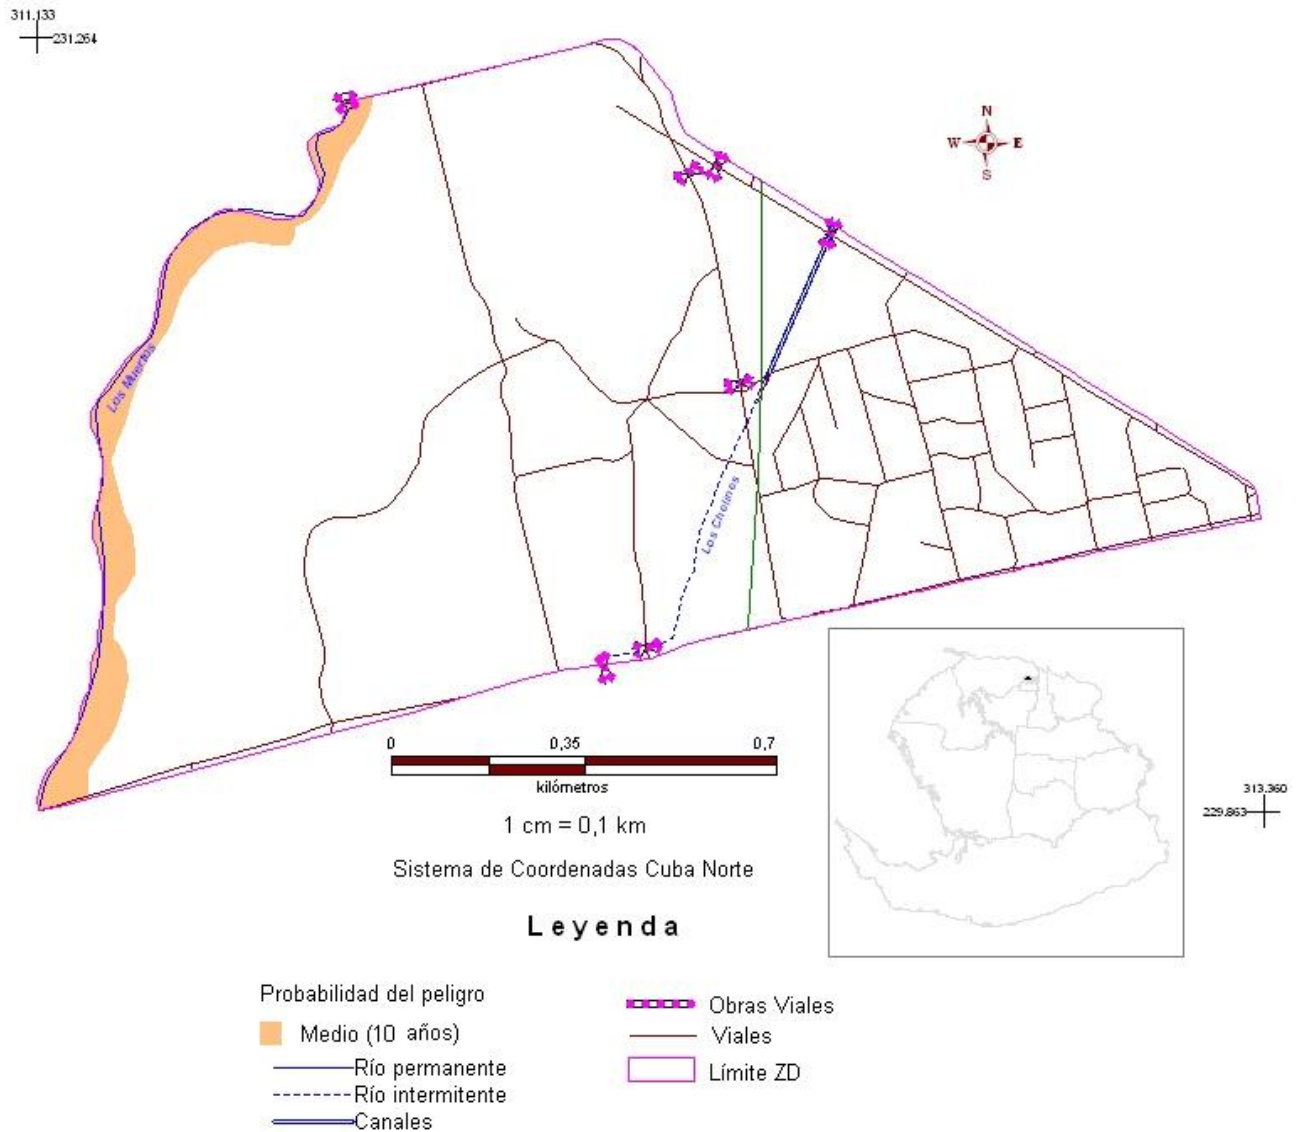 311.133
231.264
N
W E
S
Los Muertos
Los Chelinos
0 0,35 0,7
kilómetros
1 cm = 0,1 km
Sistema de Coordenadas Cuba Norte
313.360
229.863
Leyenda
Probabilidad del peligro
Medio (10 años)
Río permanente
Río intermitente
Canales
Obras Viales
Viales
Límite ZD